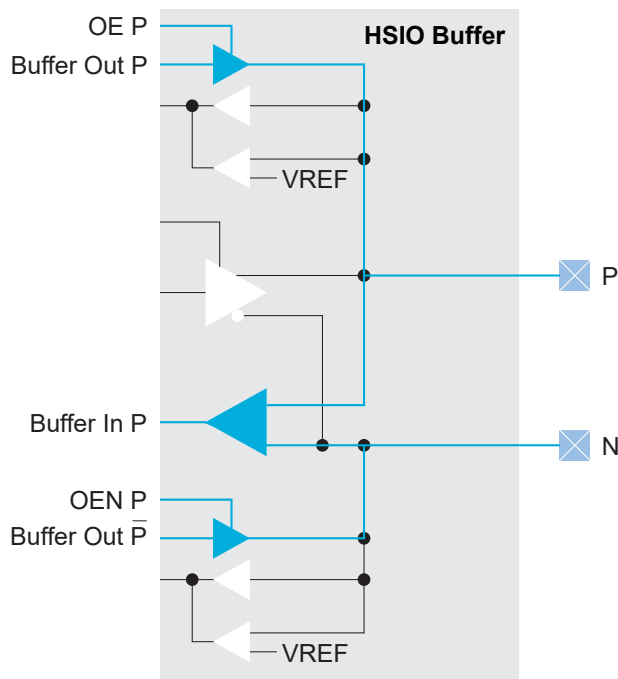 OE P
HSIO Buffer
Buffer Out P
VREF
P
Buffer In P
N
OEN P
Buffer Out P̅
VREF